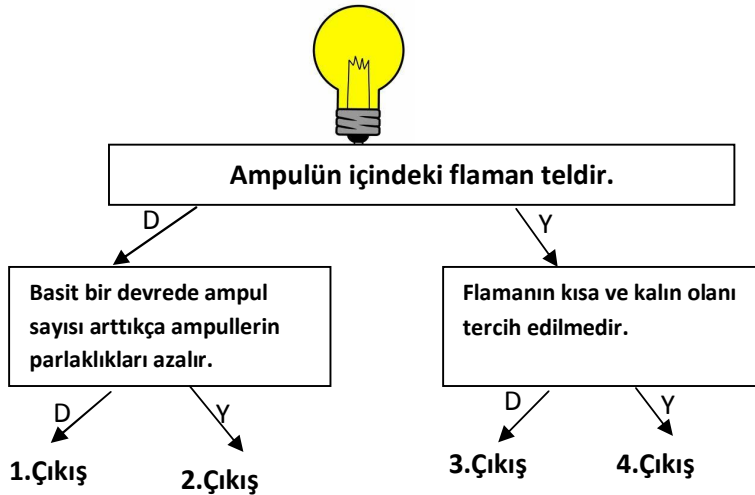 Ampulün içindeki flaman teldir.
D
Y
Basit bir devrede ampul
sayısı arttıkça ampullerin
parlaklıkları azalır.
Flamanın kısa ve kalın olanı
tercih edilmedir.
D
Y
D
Y
1.Çıkış
2.Çıkış
3.Çıkış
4.Çıkış